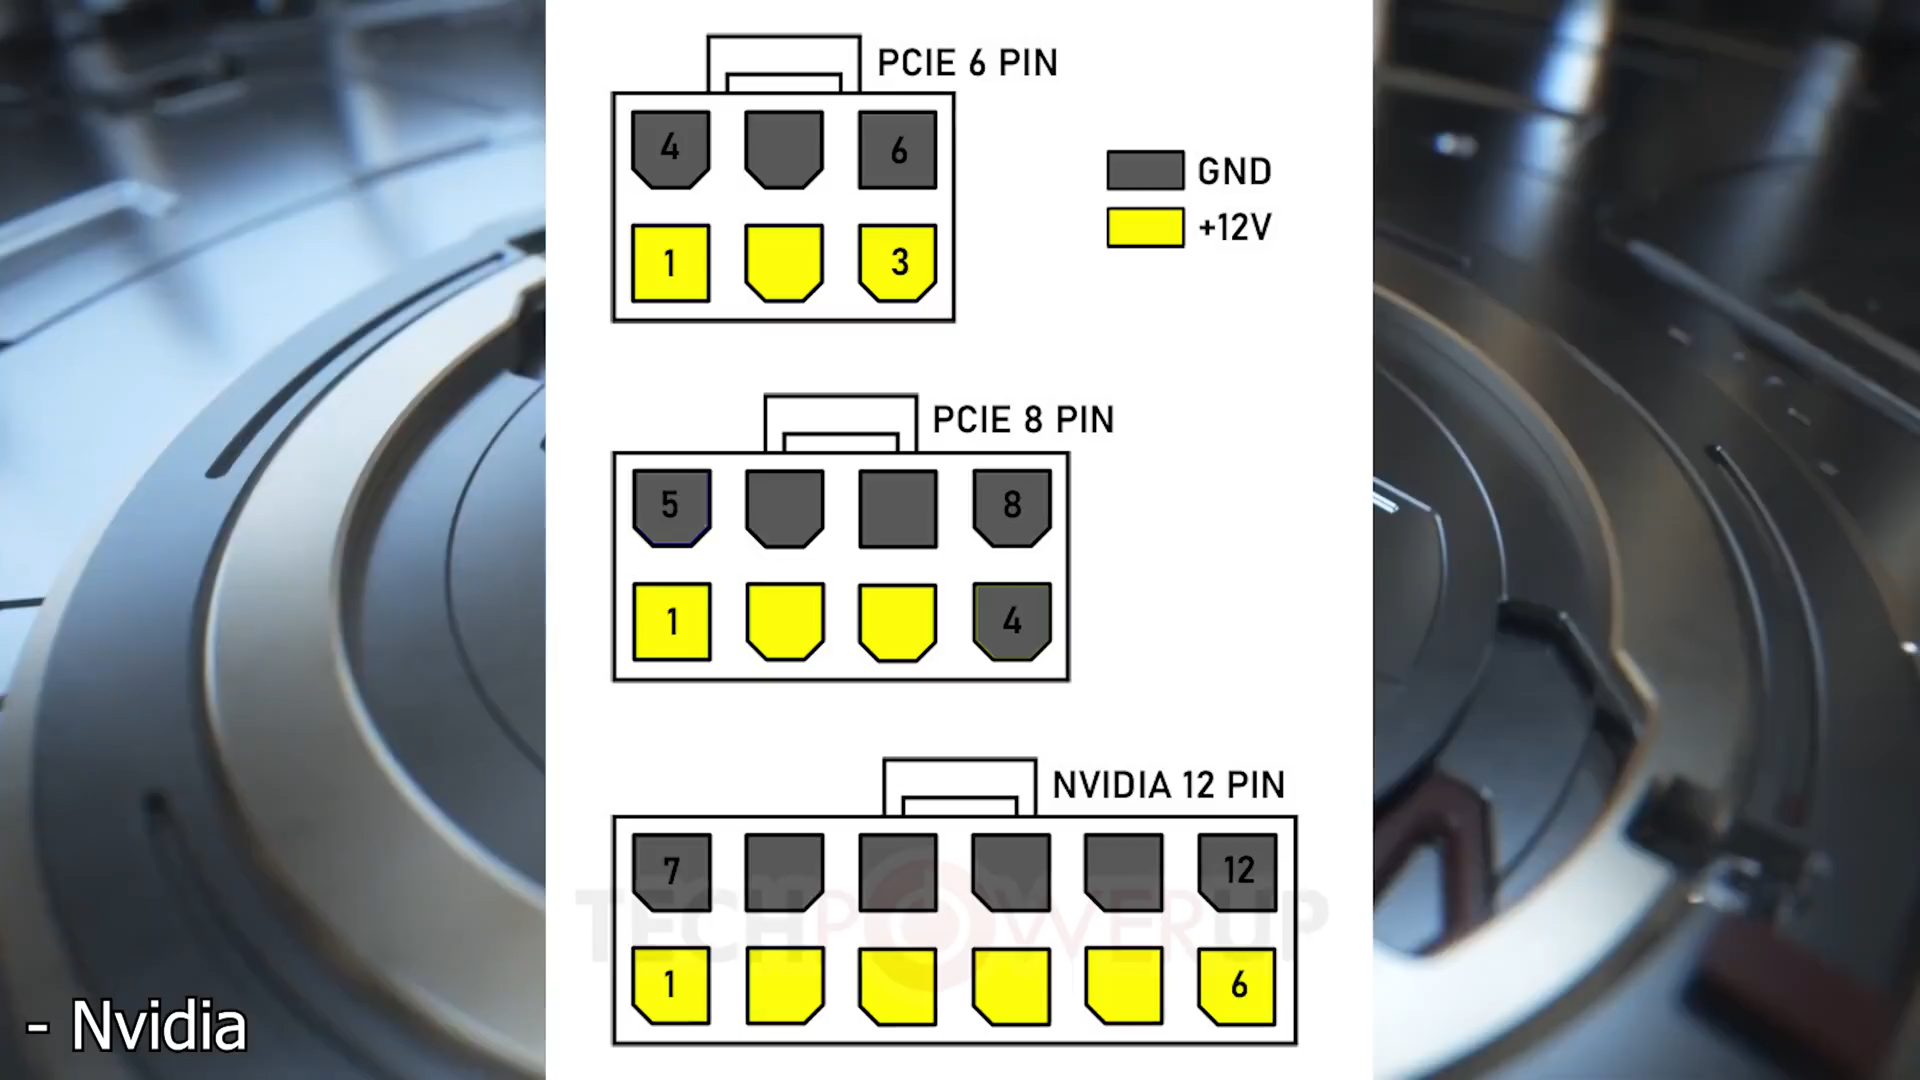 PCIE 6 PIN
4 6
1 3
GND
+12V
PCIE 8 PIN
5 8
1 4
NVIDIA 12 PIN
7 12
TECHPOWERUP
1 6
- Nvidia